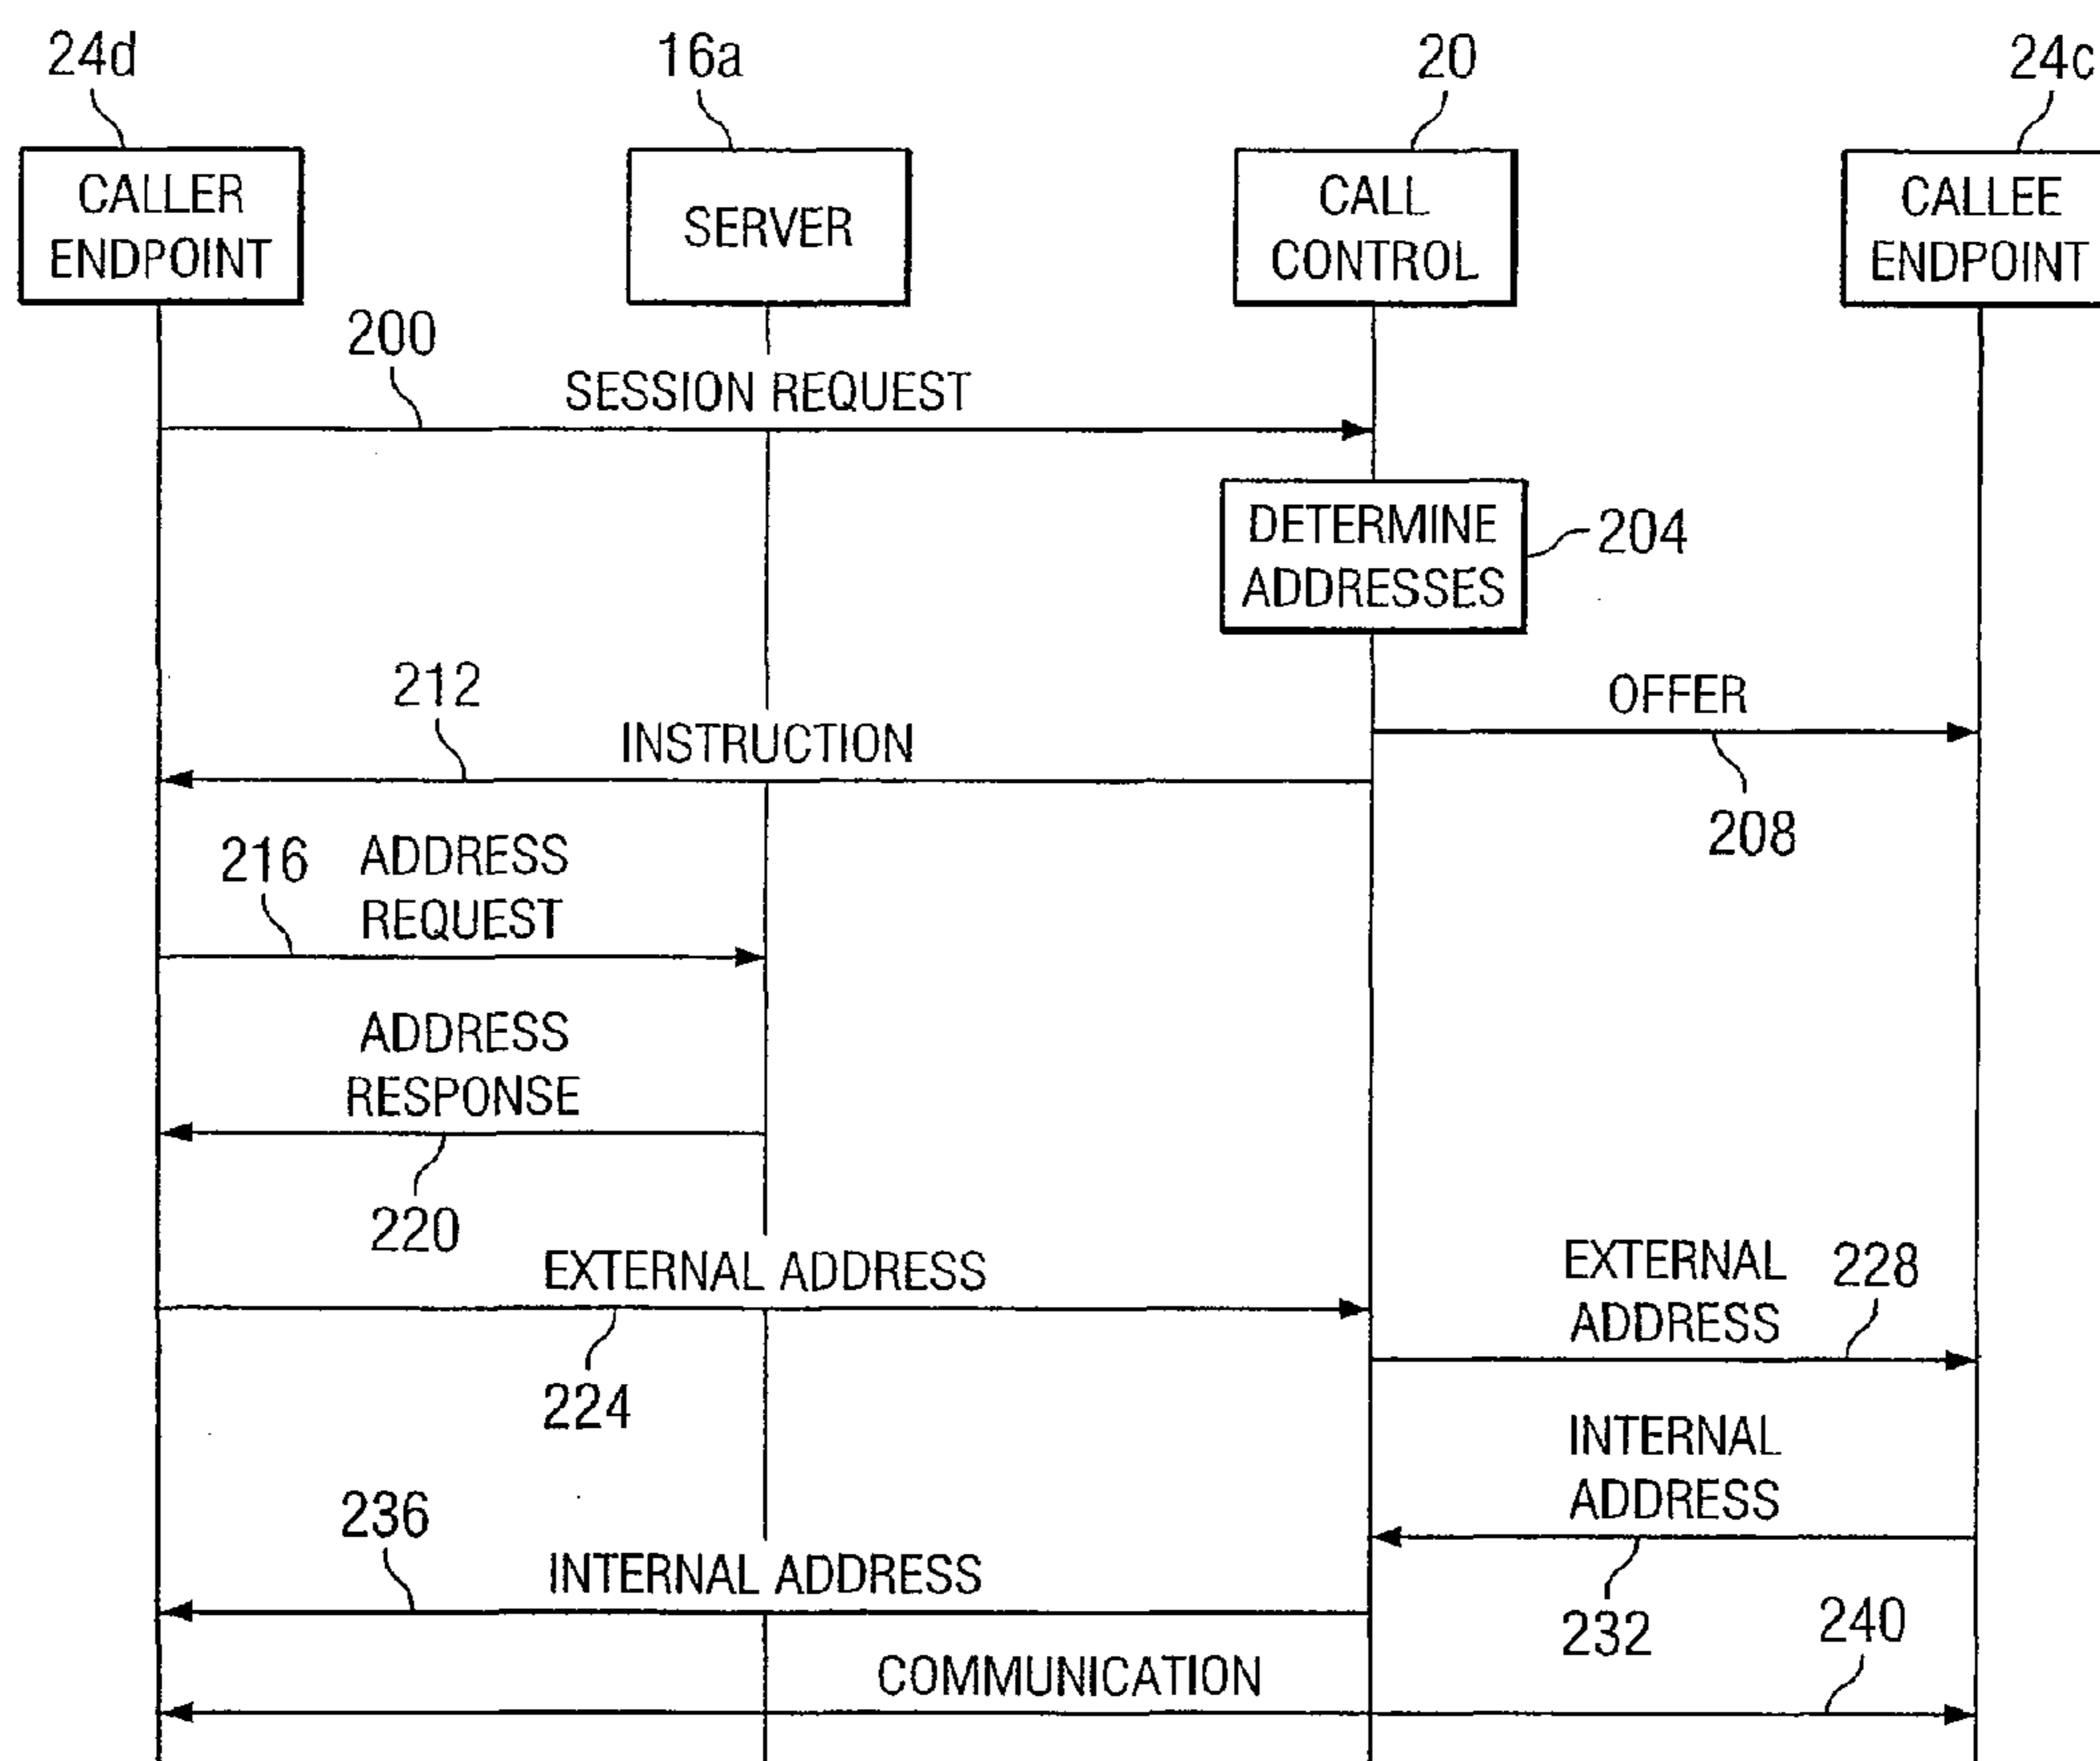 24d
16a
20
24c
CALLER
ENDPOINT
SERVER
CALL
CONTROL
CALLEE
ENDPOINT
200
SESSION REQUEST
DETERMINE
ADDRESSES
204
212
INSTRUCTION
OFFER
208
216
ADDRESS
REQUEST
ADDRESS
RESPONSE
220
EXTERNAL ADDRESS
224
EXTERNAL
ADDRESS
228
INTERNAL
ADDRESS
232
236
INTERNAL ADDRESS
240
COMMUNICATION